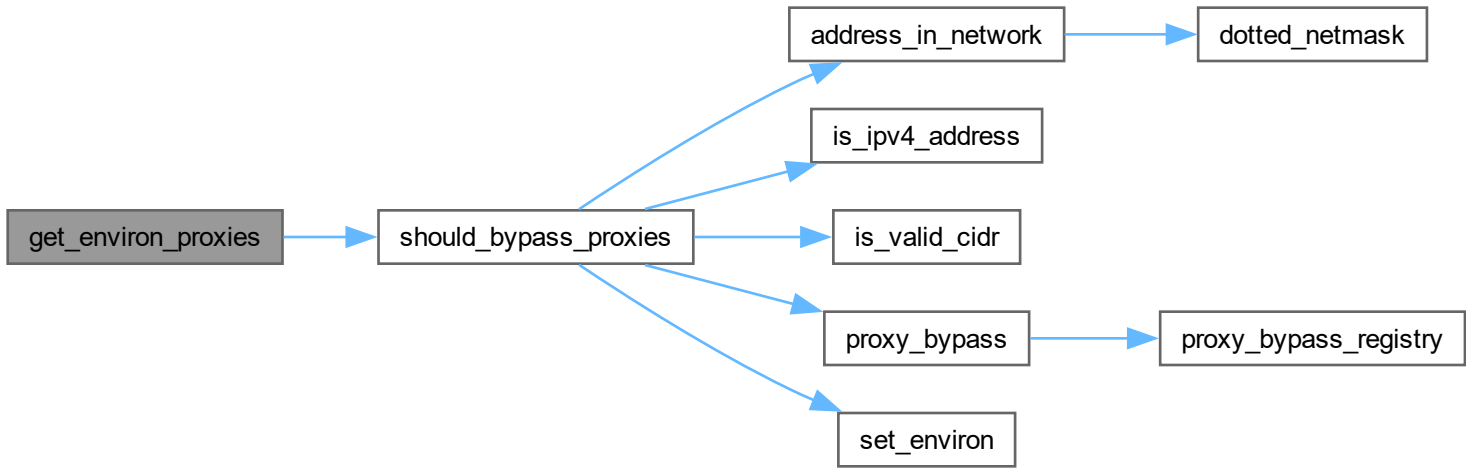 address_in_network
dotted_netmask
is_ipv4_address
get_environ_proxies
should_bypass_proxies
is_valid_cidr
proxy_bypass
proxy_bypass_registry
set_environ